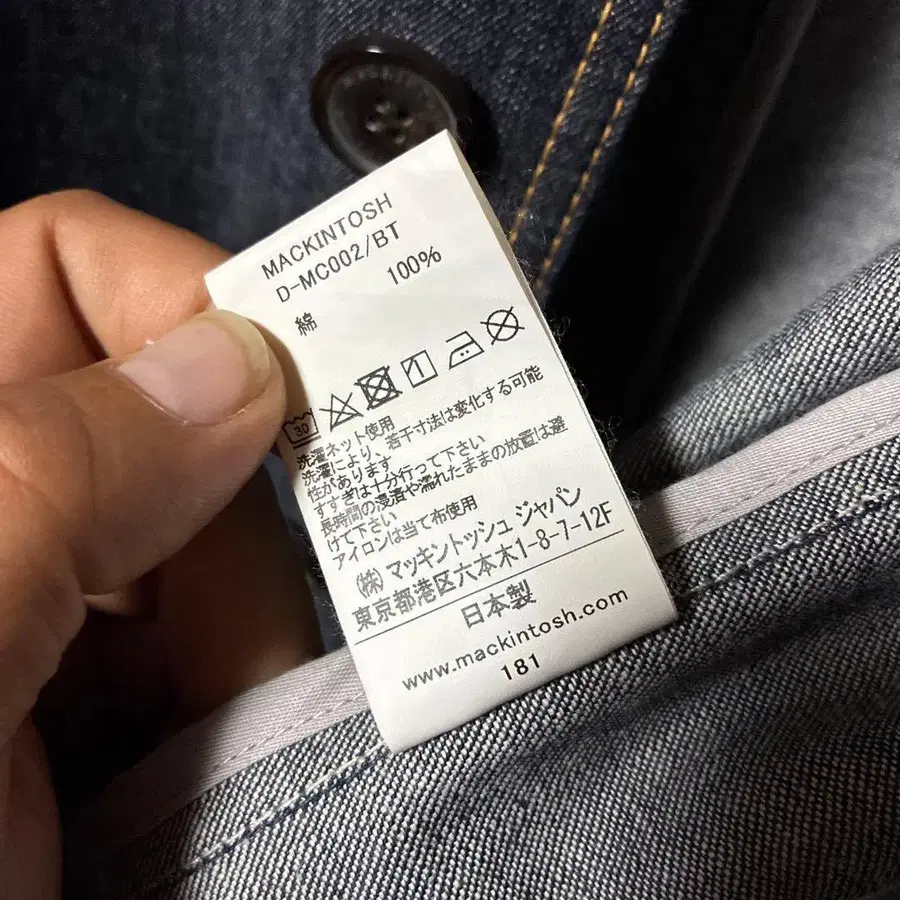 MACKINTOSH
D-MC002/BT
綿 100%
30
洗濯ネット使用
洗濯により、若干寸法は変化する可能
性があります
すすぎは十分行って下さい
長時間の浸漬や濡れたままの放置は避
けて下さい
アイロンは当て布使用
(株)マッキントッシュ ジャパン
東京都港区六本木1-8-7-12F
日本製
www.mackintosh.com
181